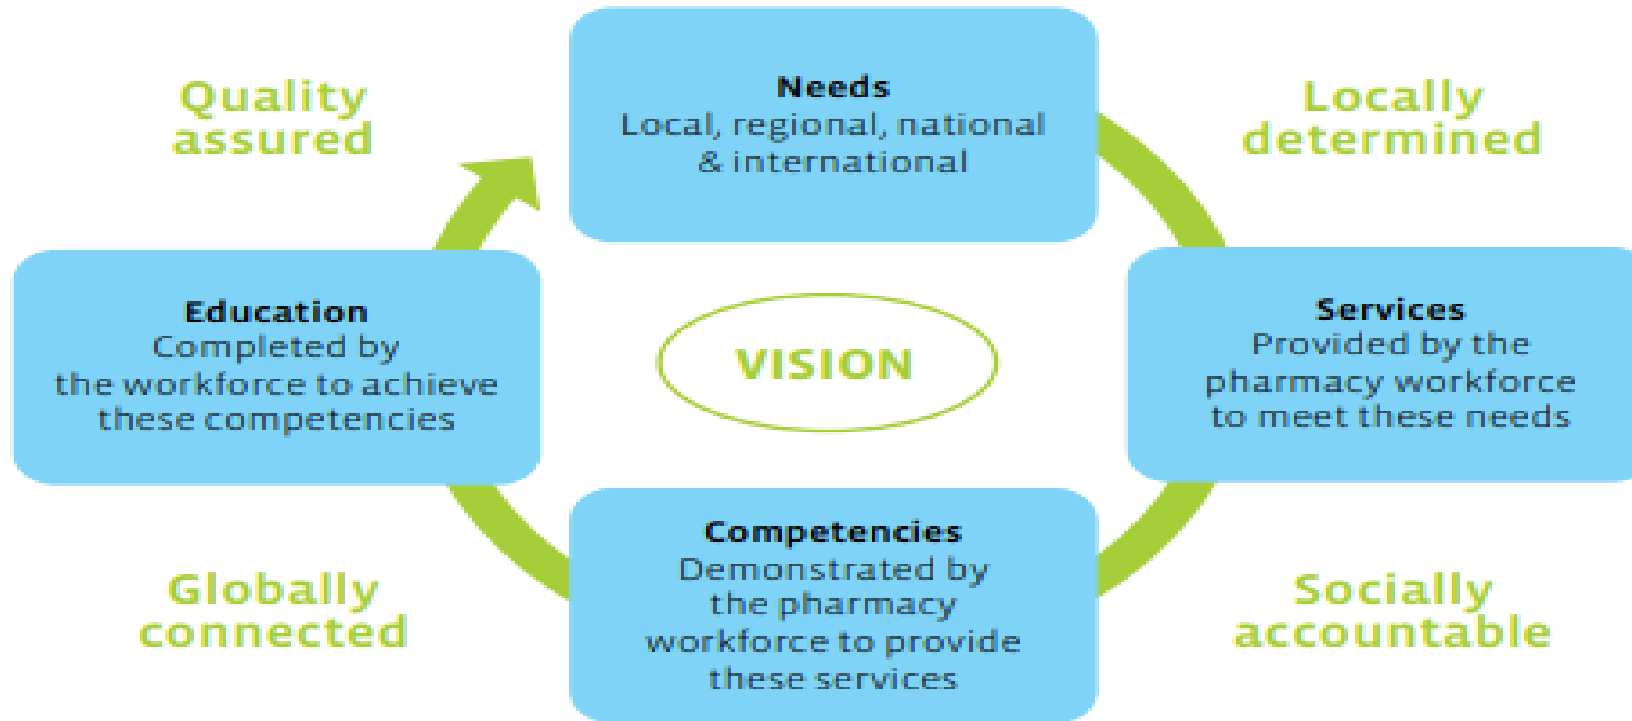 Quality
assured
Needs
Local, regional, national
& international
Locally
determined
Education
Completed by
the workforce to achieve
these competencies
VISION
Services
Provided by the
pharmacy workforce
to meet these needs
Globally
connected
Competencies
Demonstrated by
the pharmacy
workforce to provide
these services
Socially
accountable